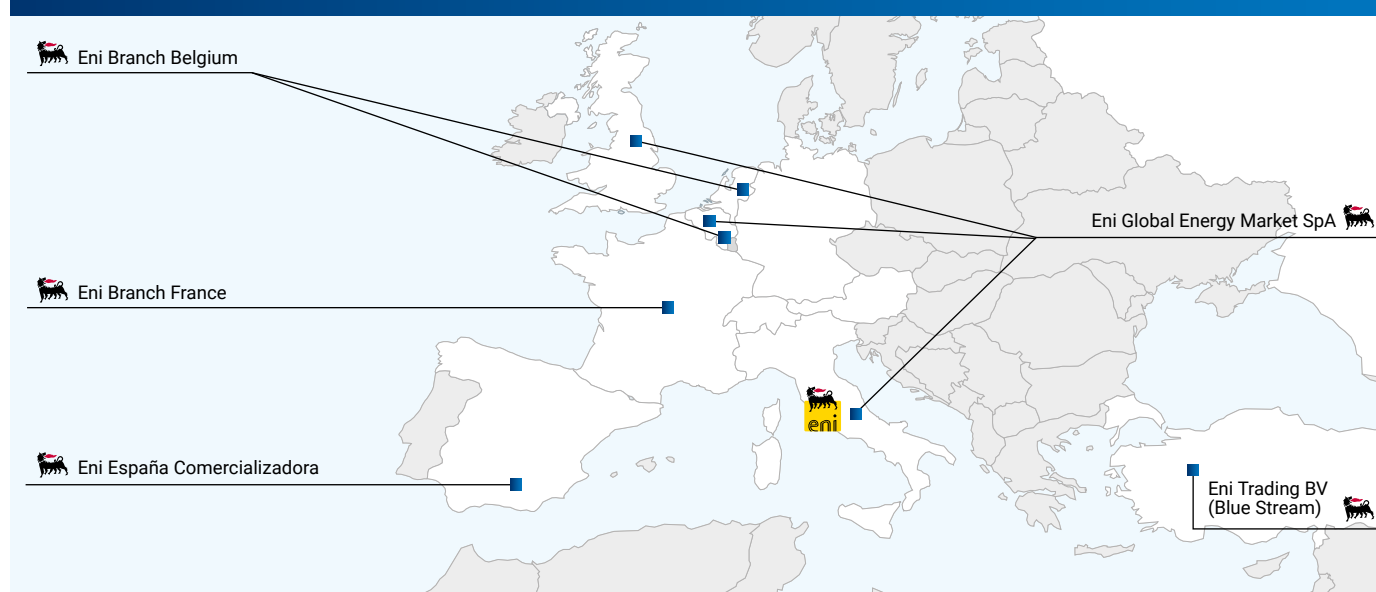 Eni Branch Belgium
Eni Global Energy Market SpA
Eni Branch France
eni
Eni España Comercializadora
Eni Trading BV
(Blue Stream)